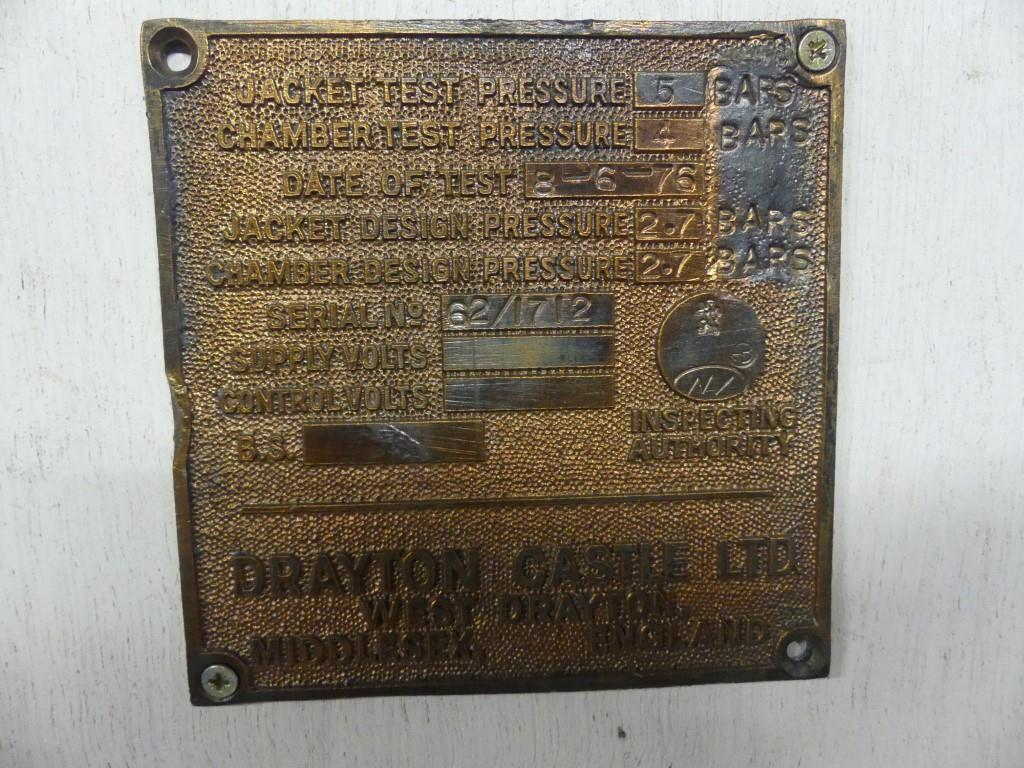 JACKET TEST PRESSURE 5 BARS
CHAMBER TEST PRESSURE 4 BARS
DATE OF TEST 8-6-76
JACKET DESIGN PRESSURE 2.7 BARS
CHAMBER DESIGN PRESSURE 2.7 BARS
SERIAL No 62/1712
SUPPLY VOLTS
CONTROL VOLTS
B.S.
INSPECTING
AUTHORITY
DRAYTON CASTLE LTD.
WEST DRAYTON,
MIDDLESEX, ENGLAND